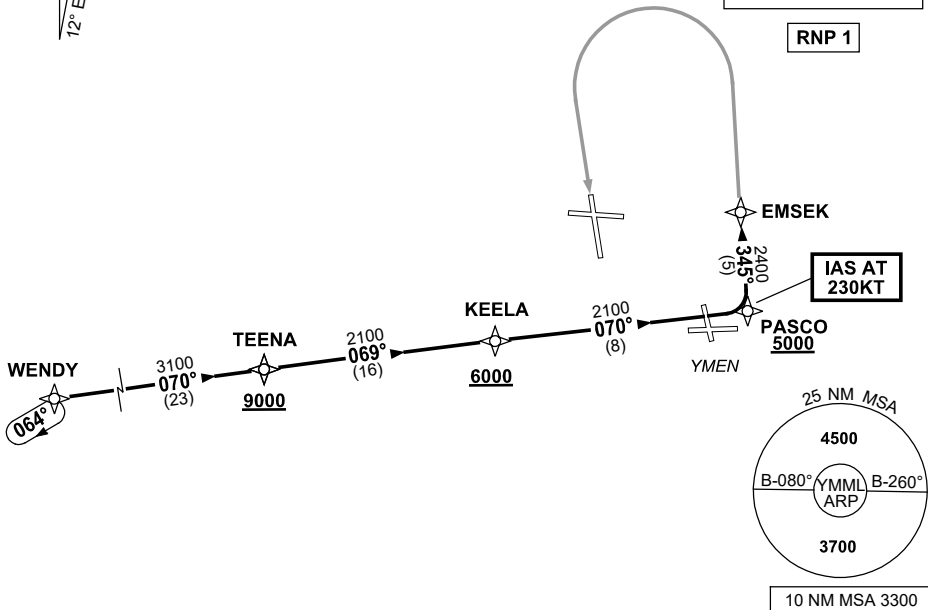 12° E
RNP 1
EMSEK
2400
345°
(5)
IAS AT
230KT
KEELA
2100
070°
(8)
PASCO
5000
TEENA
2100
069°
(16)
YMEN
WENDY
3100
070°
(23)
6000
9000
064°
25 NM MSA
4500
B-080°
YMML
ARP
B-260°
3700
10 NM MSA 3300